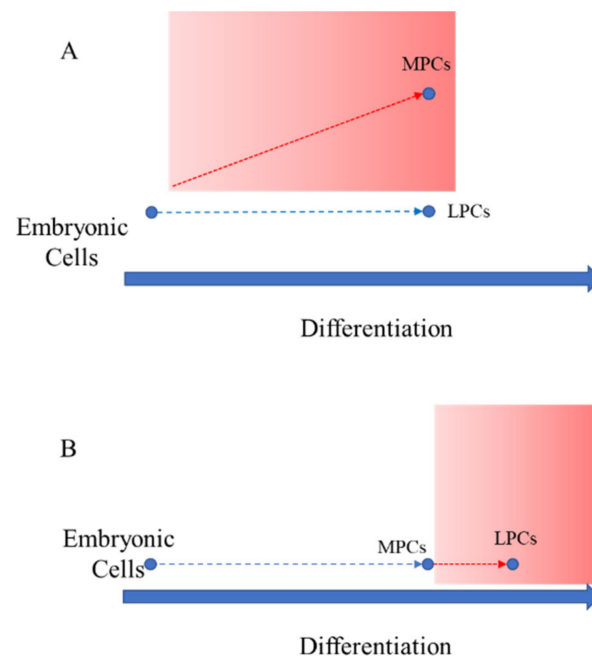 A
MPCs
LPCs
Embryonic
Cells
Differentiation
B
Embryonic
Cells
MPCs
LPCs
Differentiation